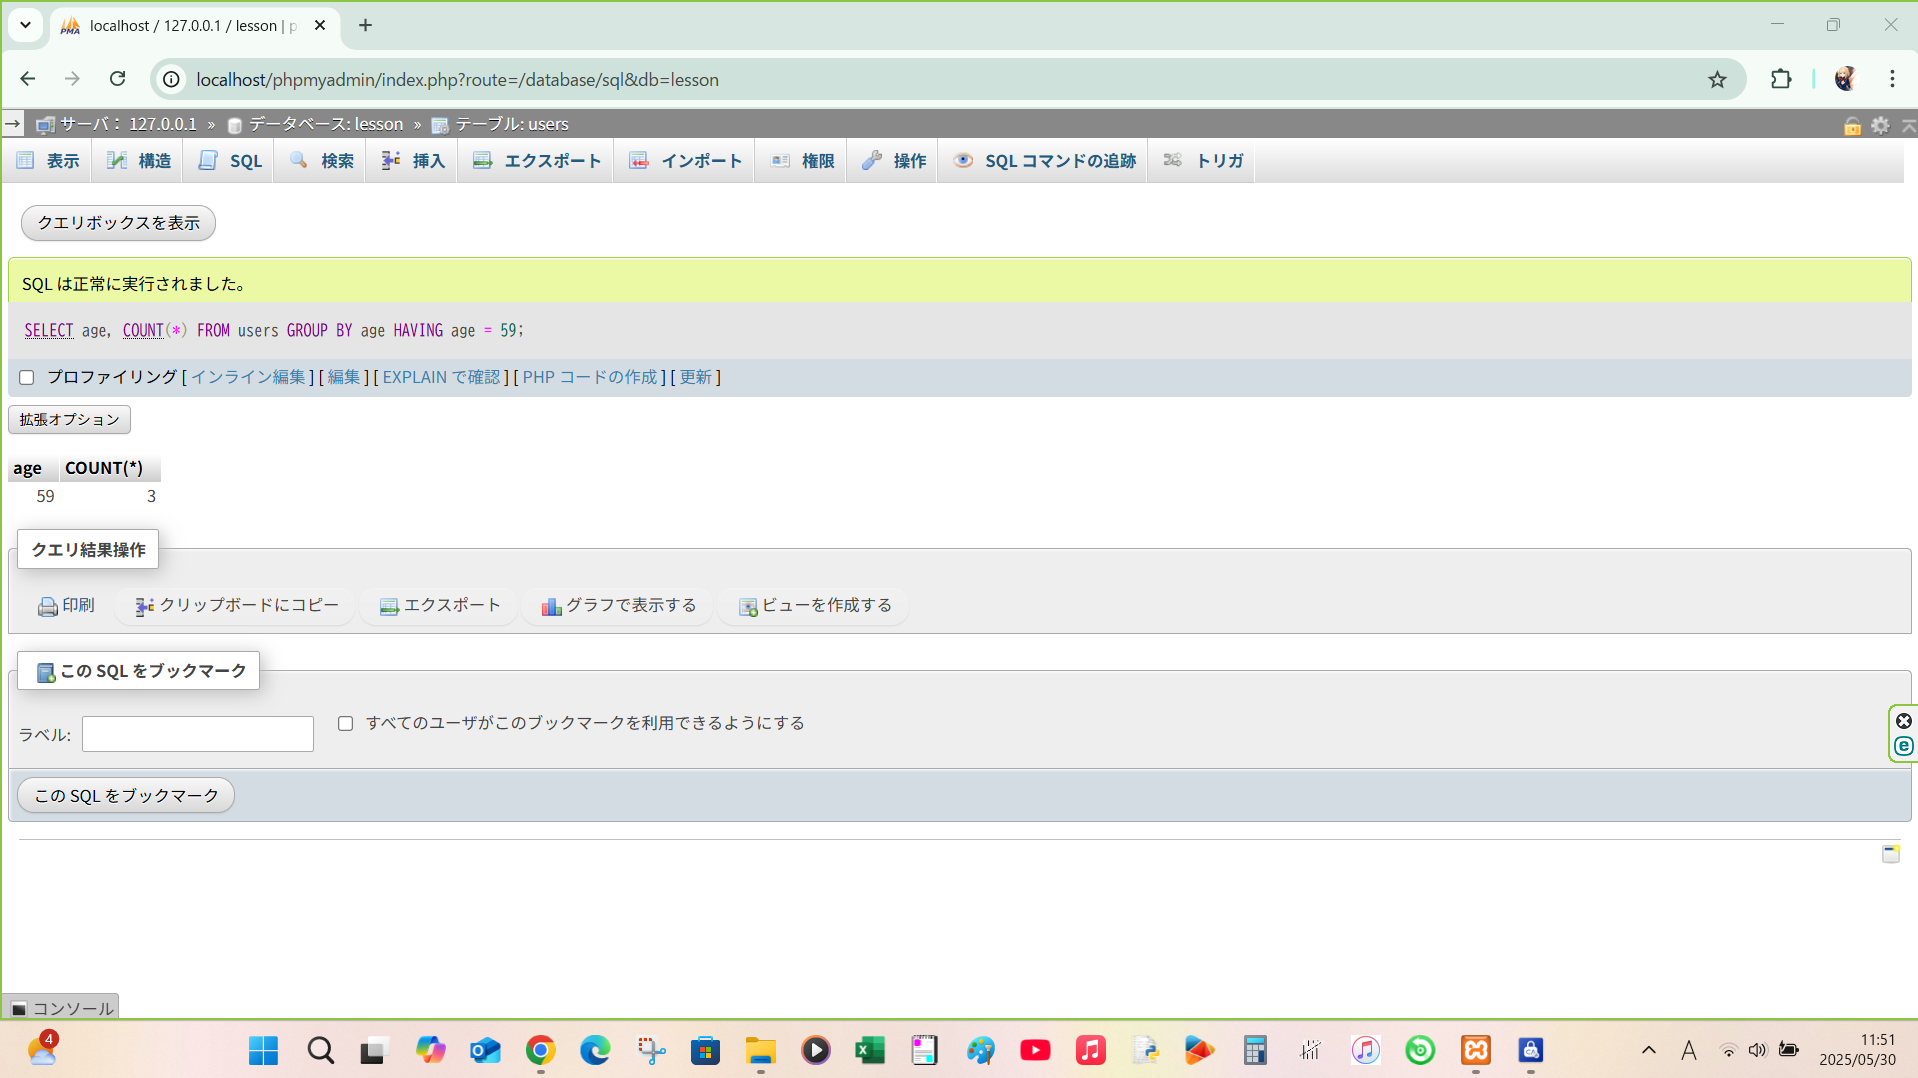 localhost / 127.0.0.1 / lesson | p
localhost/phpmyadmin/index.php?route=/database/sql&db=lesson
サーバ: 127.0.0.1 » データベース: lesson » テーブル: users
表示 構造 SQL 検索 挿入 エクスポート インポート 権限 操作 SQL コマンドの追跡 トリガ
クエリボックスを表示
SQL は正常に実行されました。
SELECT age, COUNT(*) FROM users GROUP BY age HAVING age = 59;
プロファイリング [ インライン編集 ] [ 編集 ] [ EXPLAIN で確認 ] [ PHP コードの作成 ] [ 更新 ]
拡張オプション
age COUNT(*)
59 3
クエリ結果操作
印刷 クリップボードにコピー エクスポート グラフで表示する ビューを作成する
この SQL をブックマーク
ラベル: すべてのユーザがこのブックマークを利用できるようにする
この SQL をブックマーク
コンソール
4
A
11:51
2025/05/30